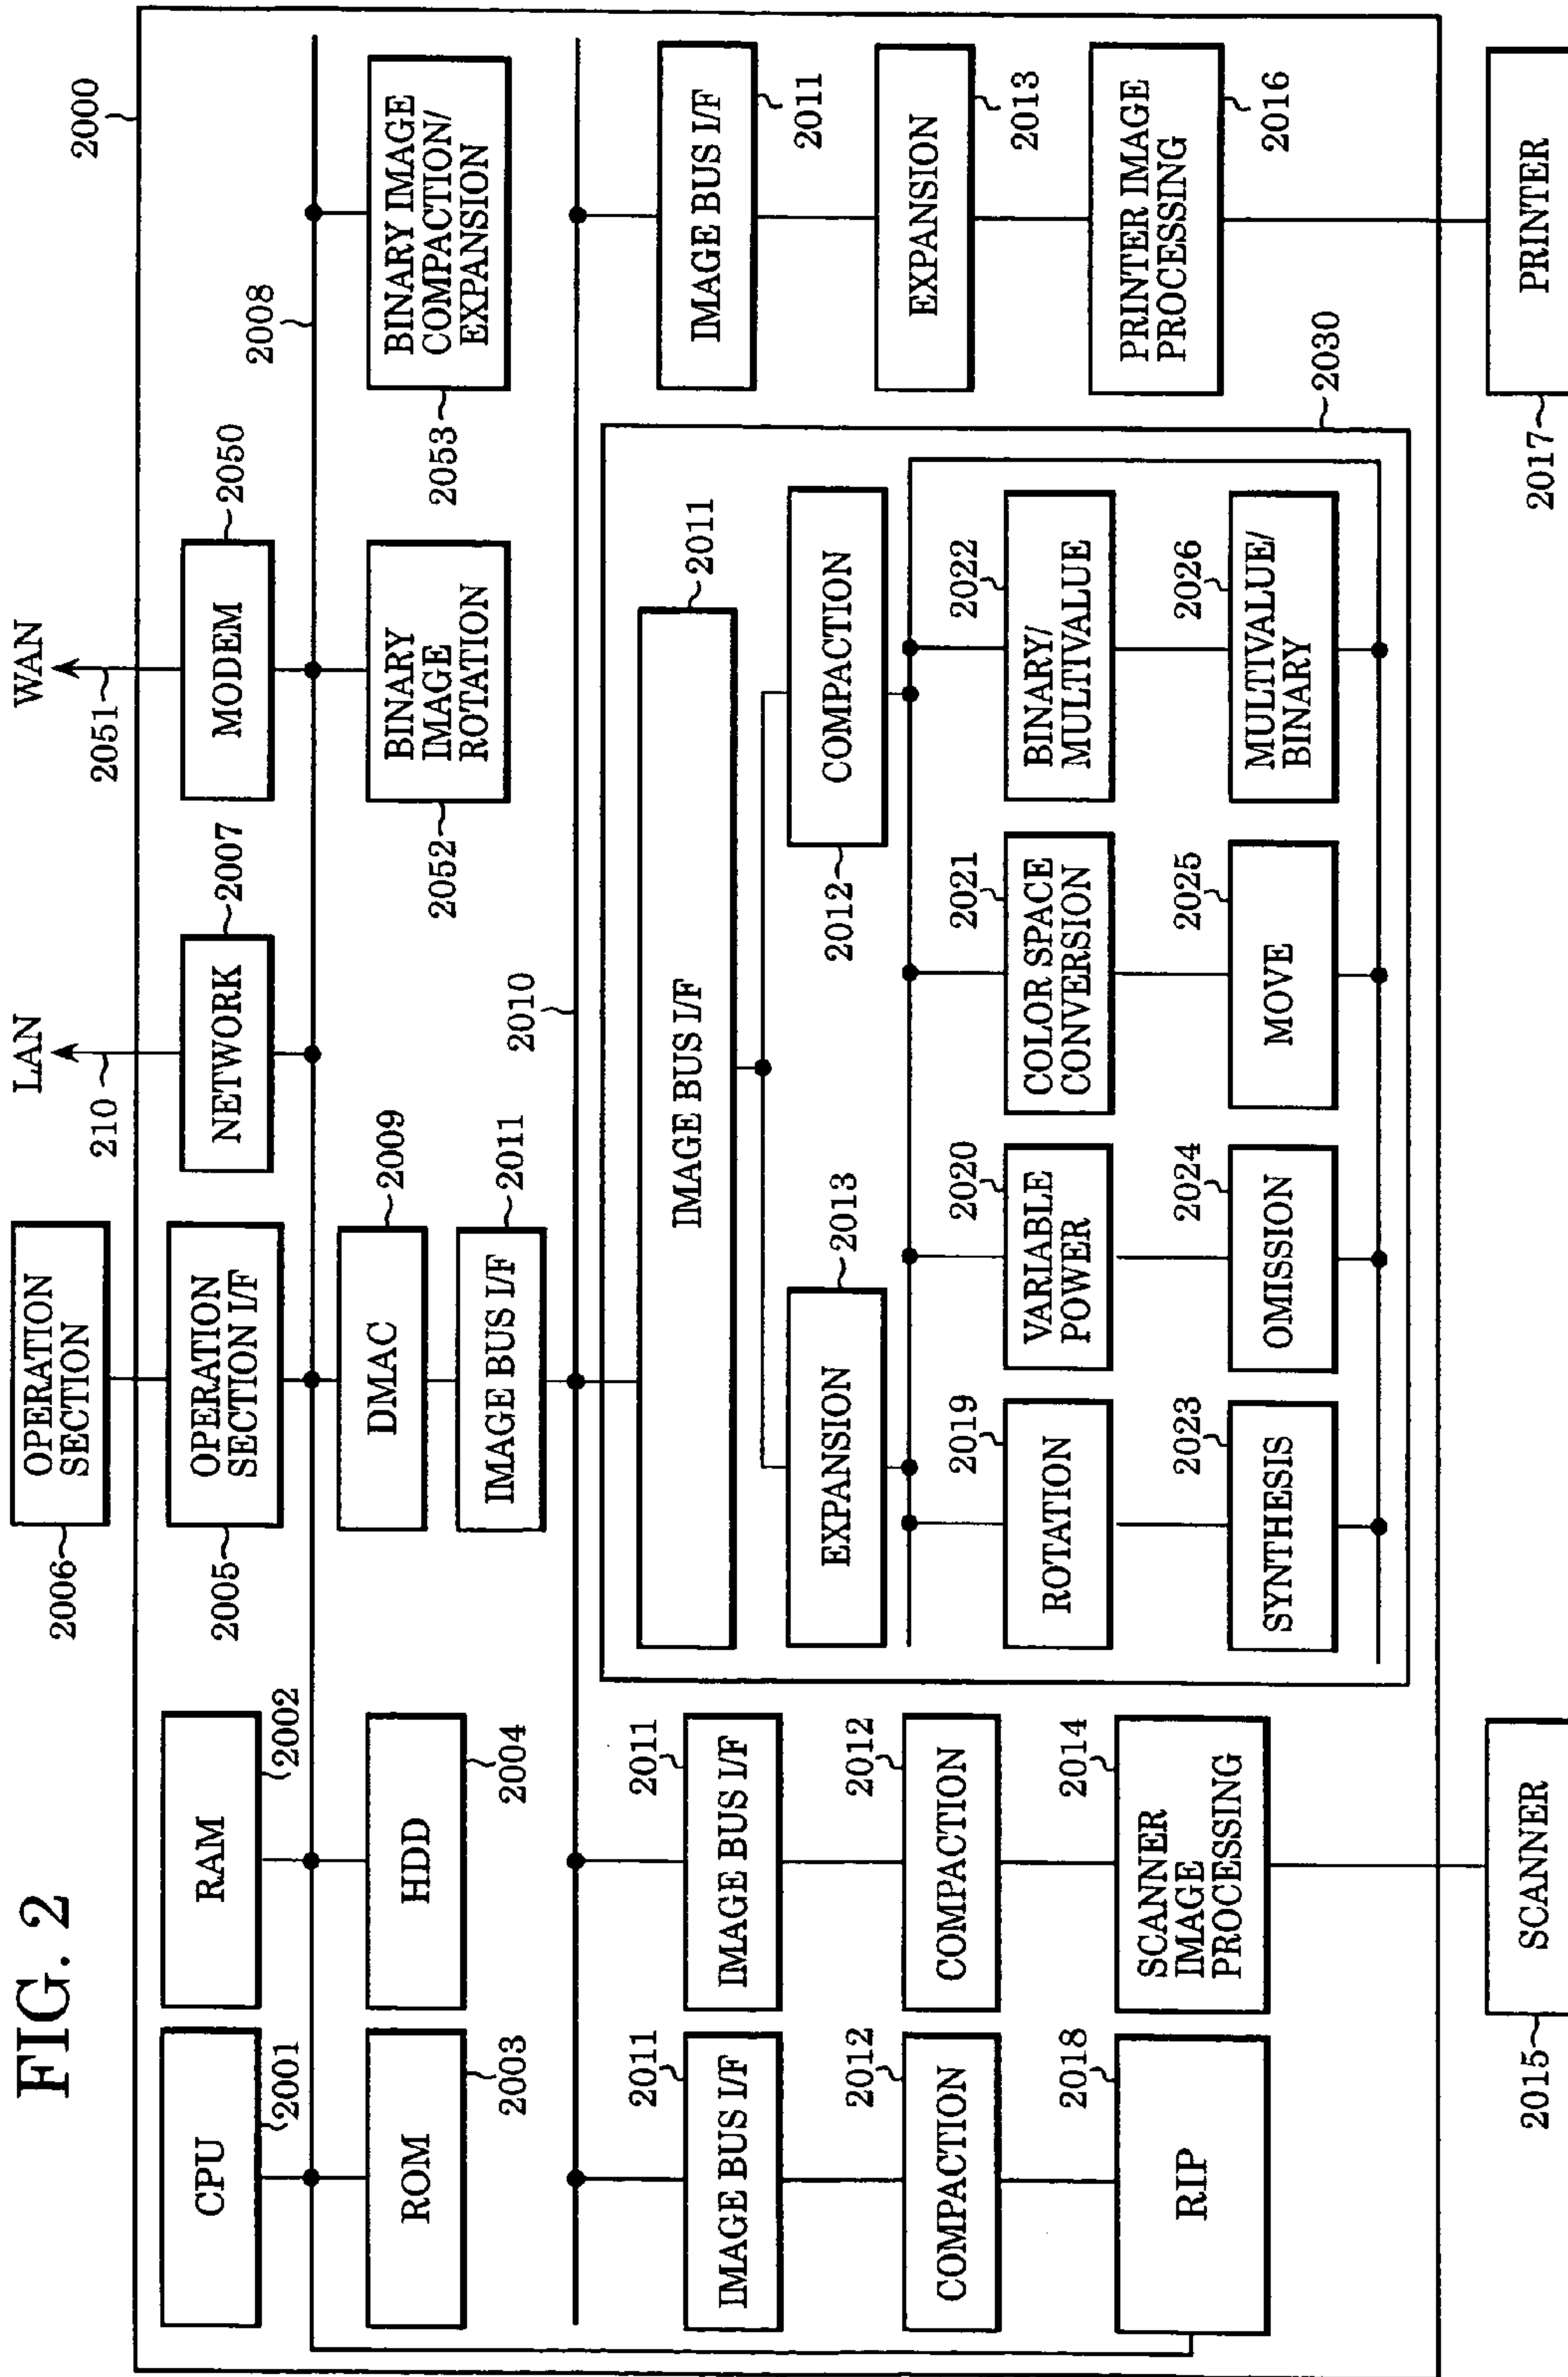 FIG. 2
2000
OPERATION
SECTION
2006
LAN
210
WAN
2051
CPU
2001
RAM
2002
OPERATION
SECTION I/F
2005
NETWORK
2007
MODEM
2050
2008
ROM
2003
HDD
2004
DMAC
2009
IMAGE BUS I/F
2011
BINARY
IMAGE
ROTATION
2052
BINARY IMAGE
COMPACTION/
EXPANSION
2053
2010
IMAGE BUS I/F
2011
COMPACTION
2012
RIP
2018
IMAGE BUS I/F
2011
COMPACTION
2012
SCANNER
IMAGE
PROCESSING
2014
SCANNER
2015
2030
IMAGE BUS I/F
2011
EXPANSION
2013
COMPACTION
2012
ROTATION
2019
VARIABLE
POWER
2020
COLOR SPACE
CONVERSION
2021
BINARY/
MULTIVALUE
2022
SYNTHESIS
2023
OMISSION
2024
MOVE
2025
MULTIVALUE/
BINARY
2026
IMAGE BUS I/F
2011
EXPANSION
2013
PRINTER IMAGE
PROCESSING
2016
PRINTER
2017